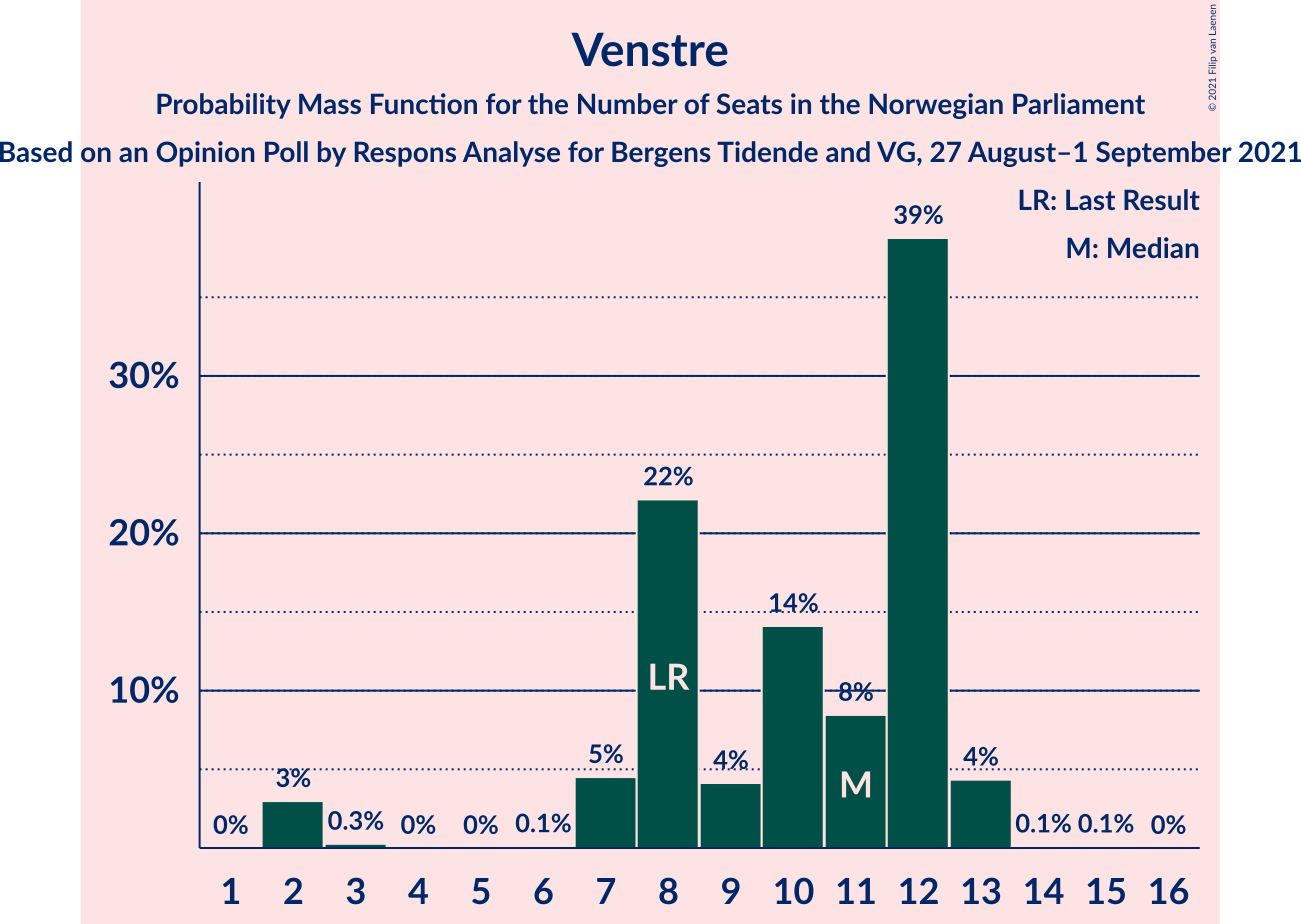 Venstre
Probability Mass Function for the Number of Seats in the Norwegian Parliament
Based on an Opinion Poll by Respons Analyse for Bergens Tidende and VG, 27 August–1 September 2021
© 2021 Filip van Laenen
LR: Last Result
M: Median
39%
30%
22%
20%
14%
LR
10%
8%
5%
4%
4%
3%
M
0%
0.3%
0%
0%
0.1%
0.1%
0.1%
0%
1 2 3 4 5 6 7 8 9 10 11 12 13 14 15 16